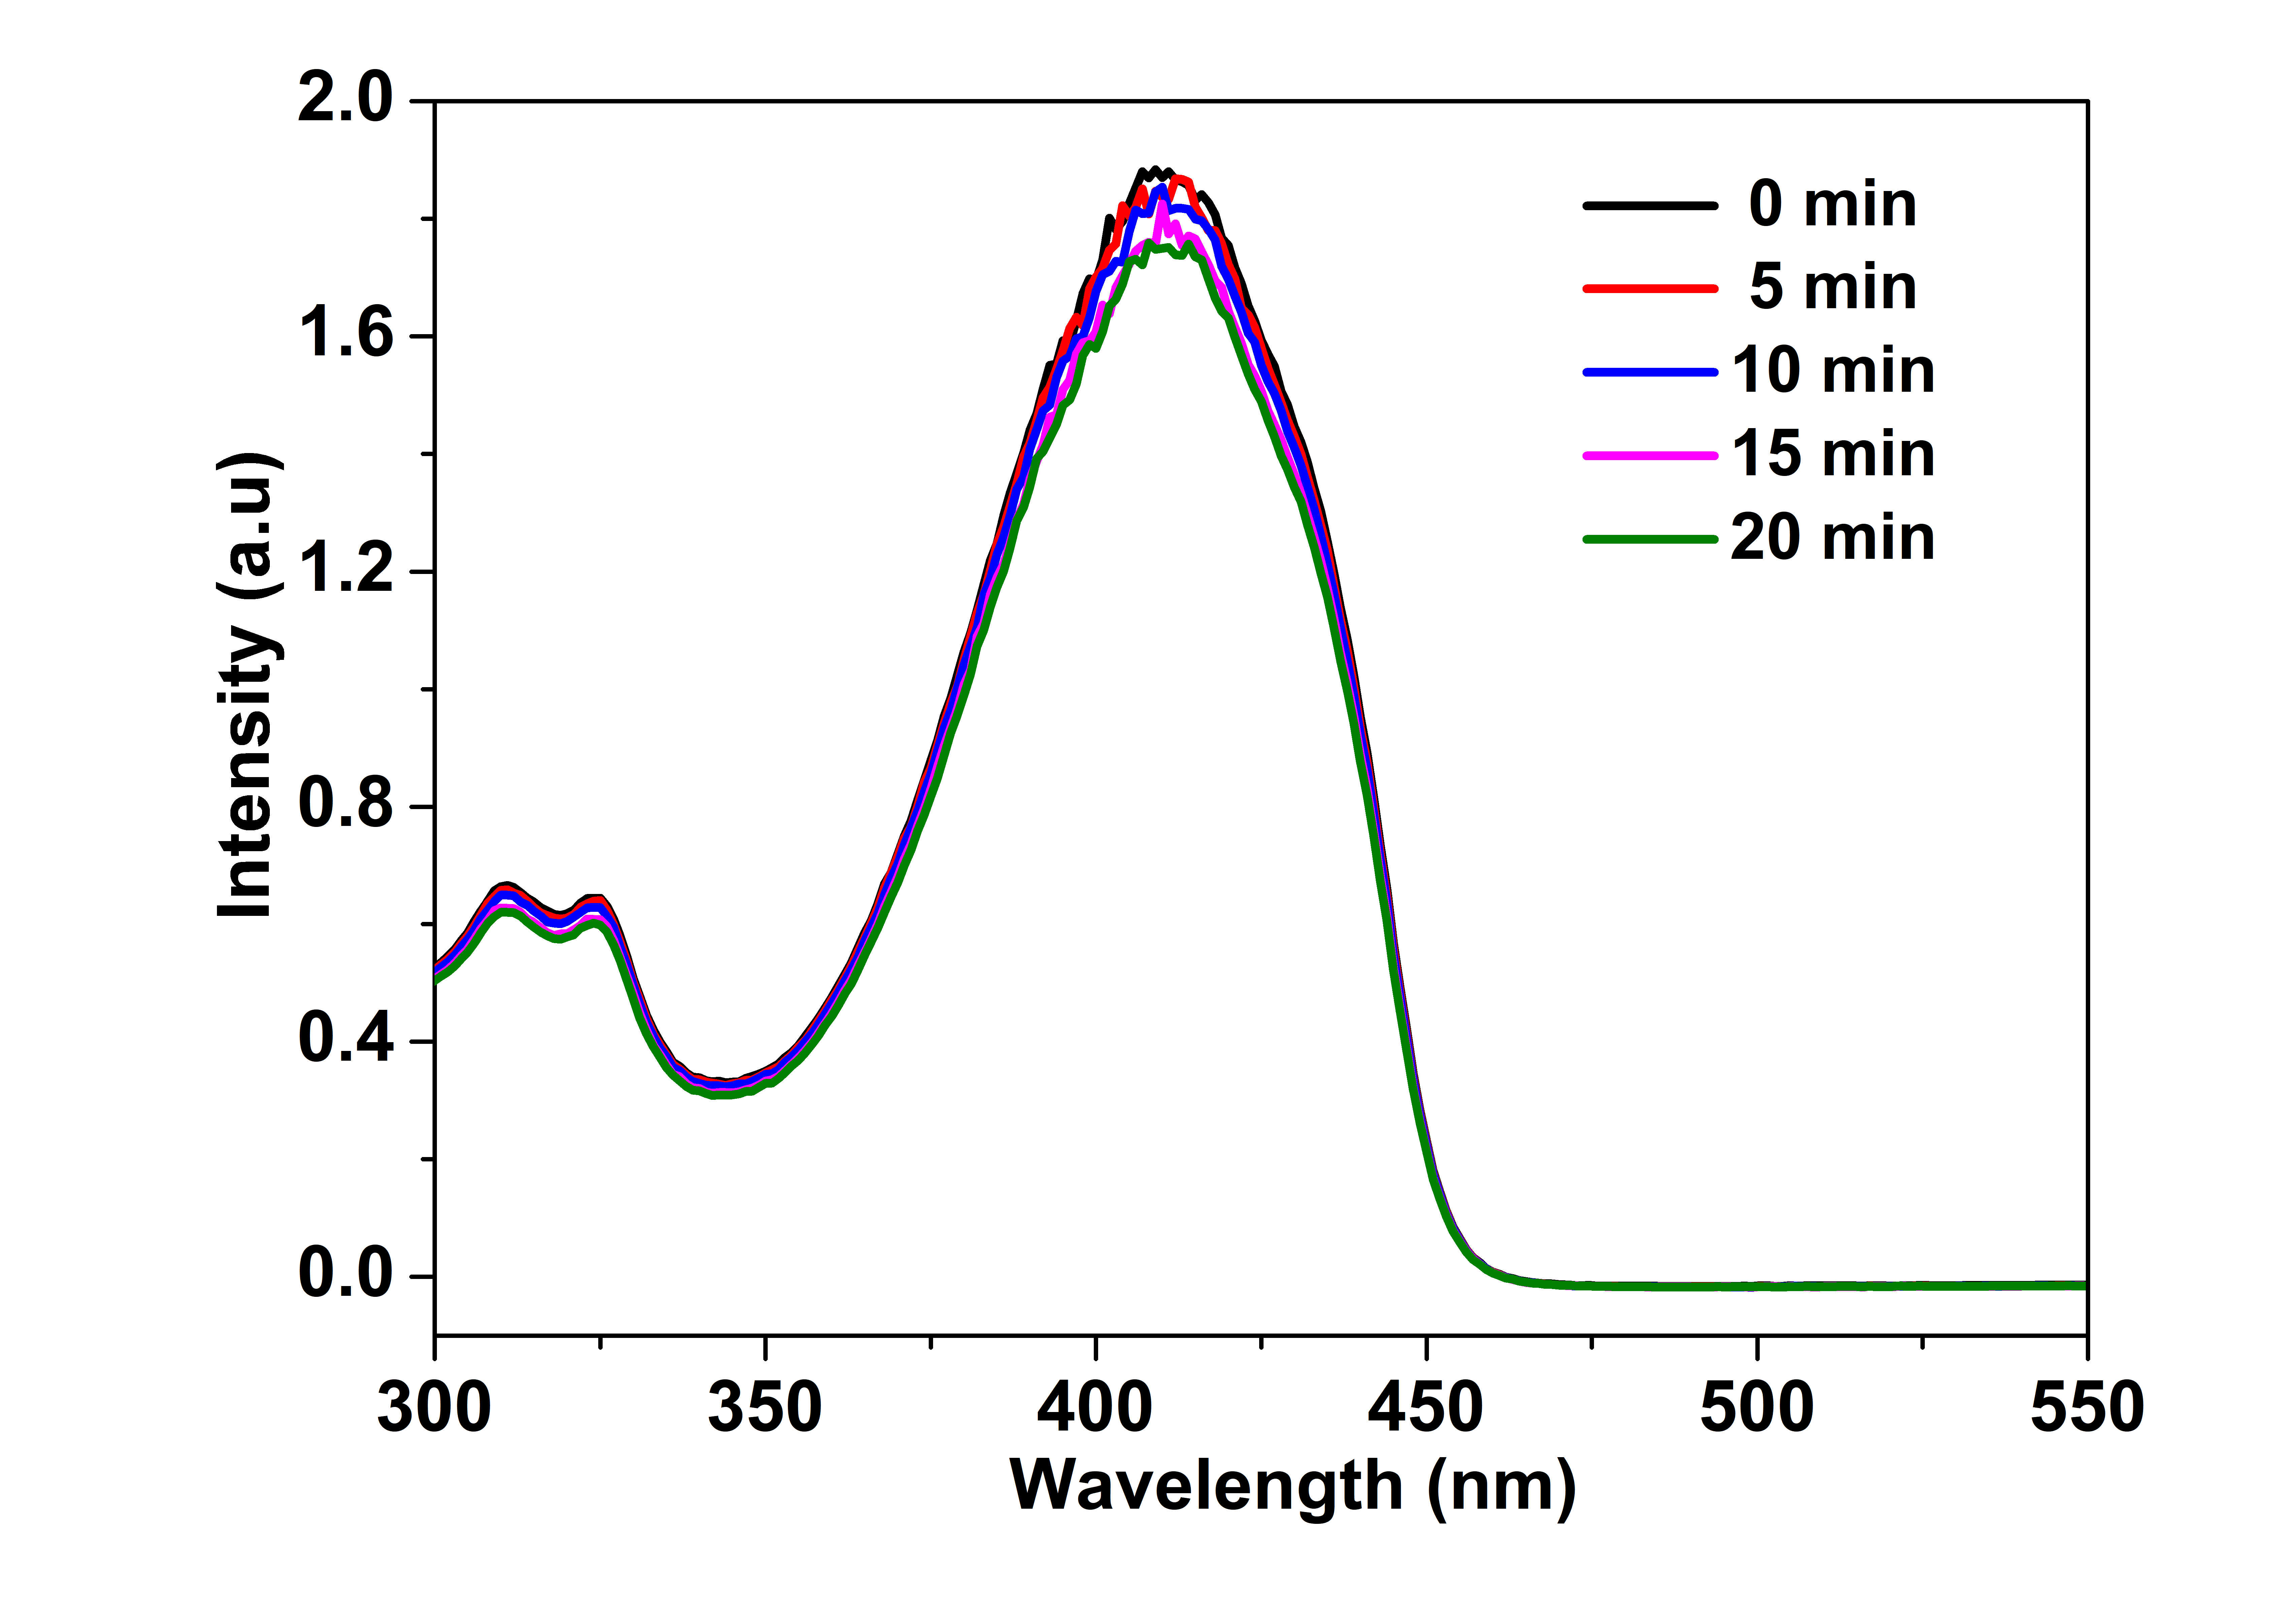 2.0
1.6
1.2
0.8
0.4
0.0
Intensity (a.u)
0 min
5 min
10 min
15 min
20 min
300 350 400 450 500 550
Wavelength (nm)